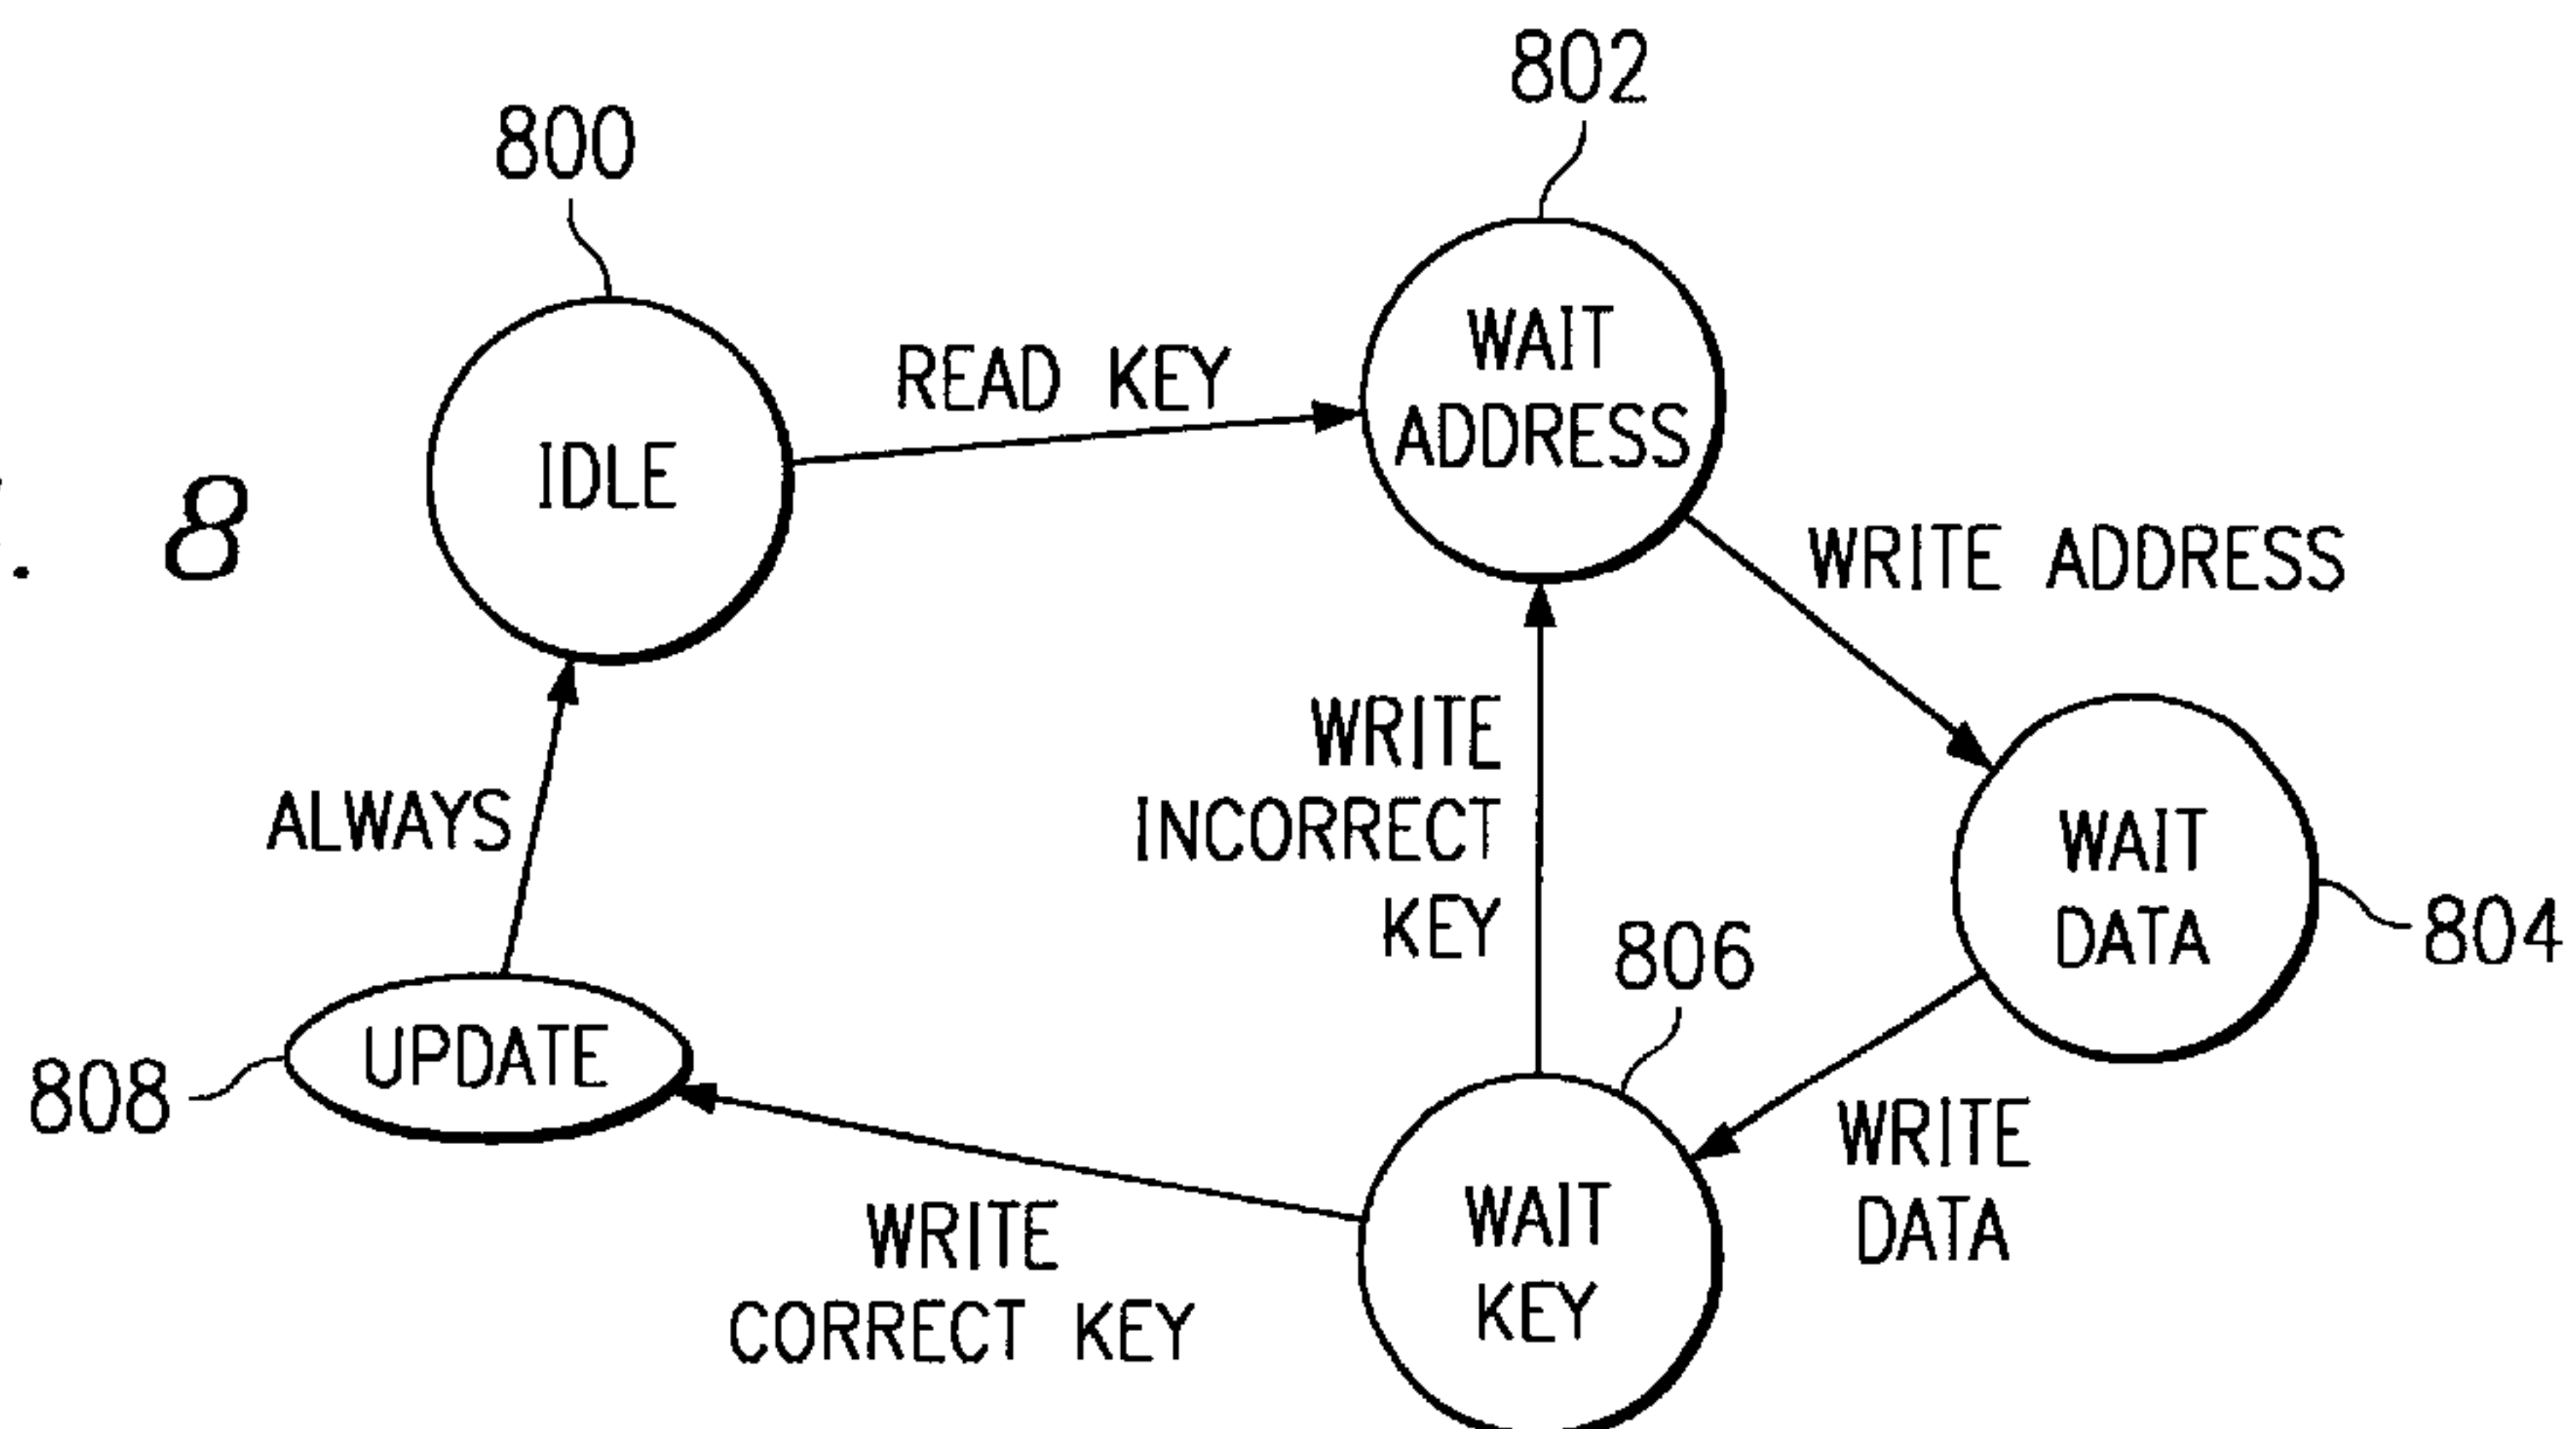 802
800
WAIT
ADDRESS
READ KEY
IDLE
. 8
WRITE ADDRESS
WRITE
INCORRECT
KEY
ALWAYS
WAIT
DATA
804
806
UPDATE
808
WRITE
DATA
WAIT
KEY
WRITE
CORRECT KEY